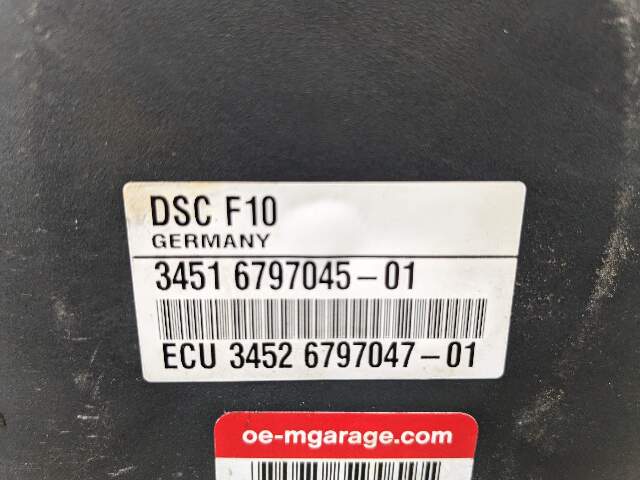 DSC F10
GERMANY
3451 6797045-01
ECU 3452 6797047-01
oe-mgarage.com